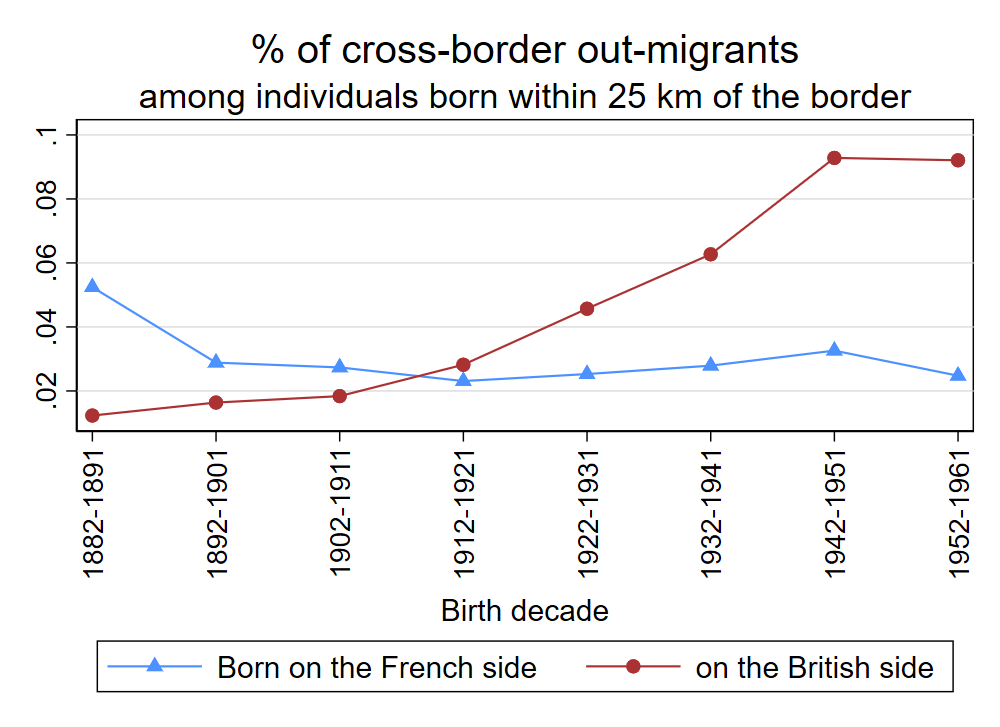 % of cross-border out-migrants
among individuals born within 25 km of the border
.1
.08
.06
.04
.02
1882-1891
1892-1901
1902-1911
1912-1921
1922-1931
1932-1941
1942-1951
1952-1961
Birth decade
Born on the French side
on the British side